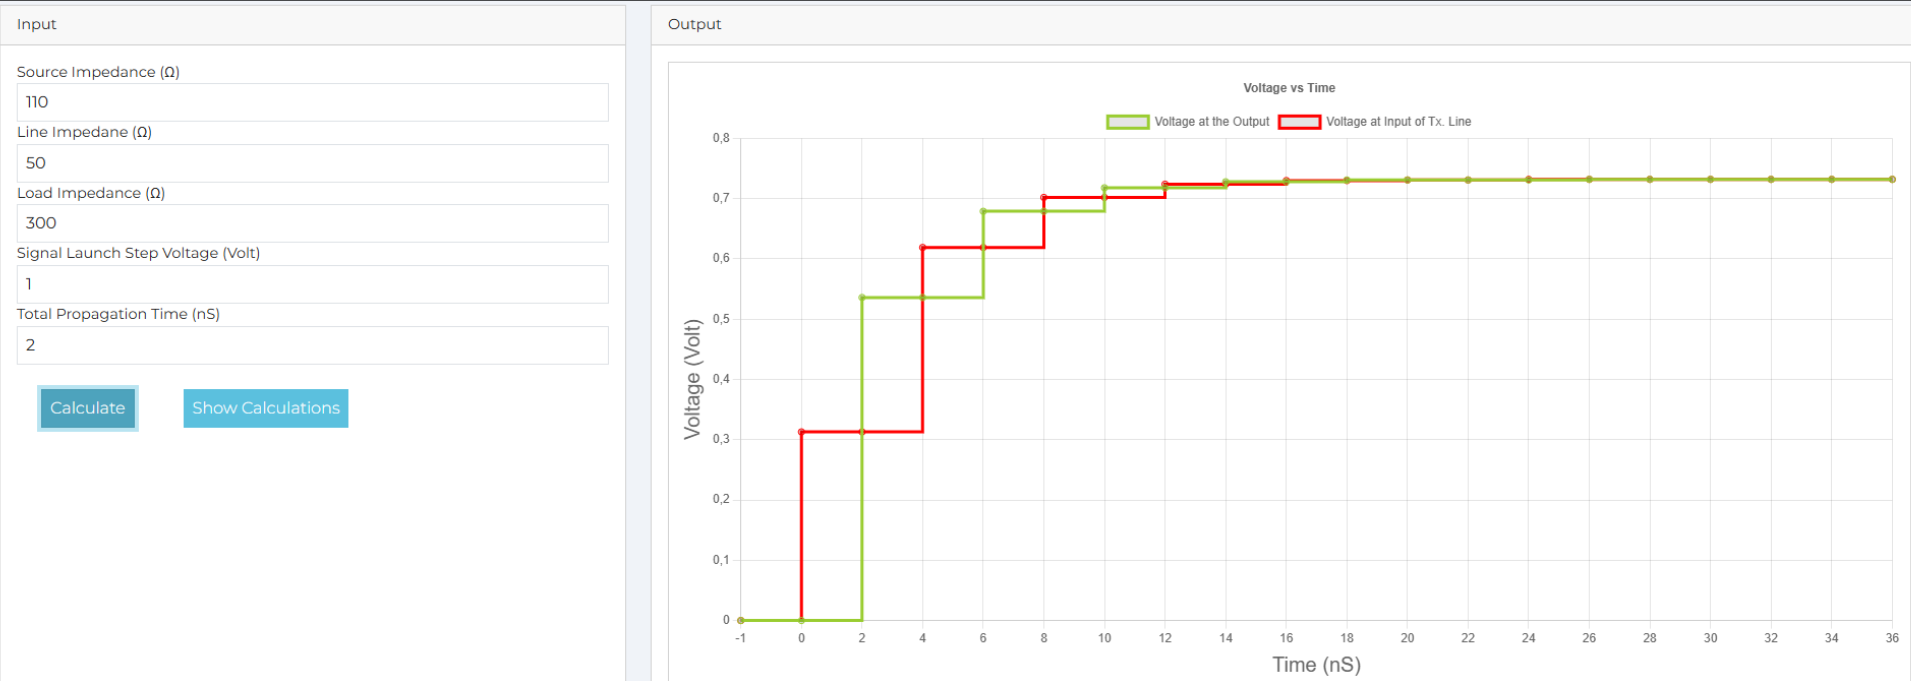 Input
Source Impedance (Ω)
110
Line Impedane (Ω)
50
Load Impedance (Ω)
300
Signal Launch Step Voltage (Volt)
1
Total Propagation Time (nS)
2
Calculate Show Calculations
Output
Voltage vs Time
Voltage at the Output Voltage at Input of Tx. Line
0,8
0,7
0,6
0,5
0,4
0,3
0,2
0,1
0
Voltage (Volt)
-1 0 2 4 6 8 10 12 14 16 18 20 22 24 26 28 30 32 34 36
Time (nS)